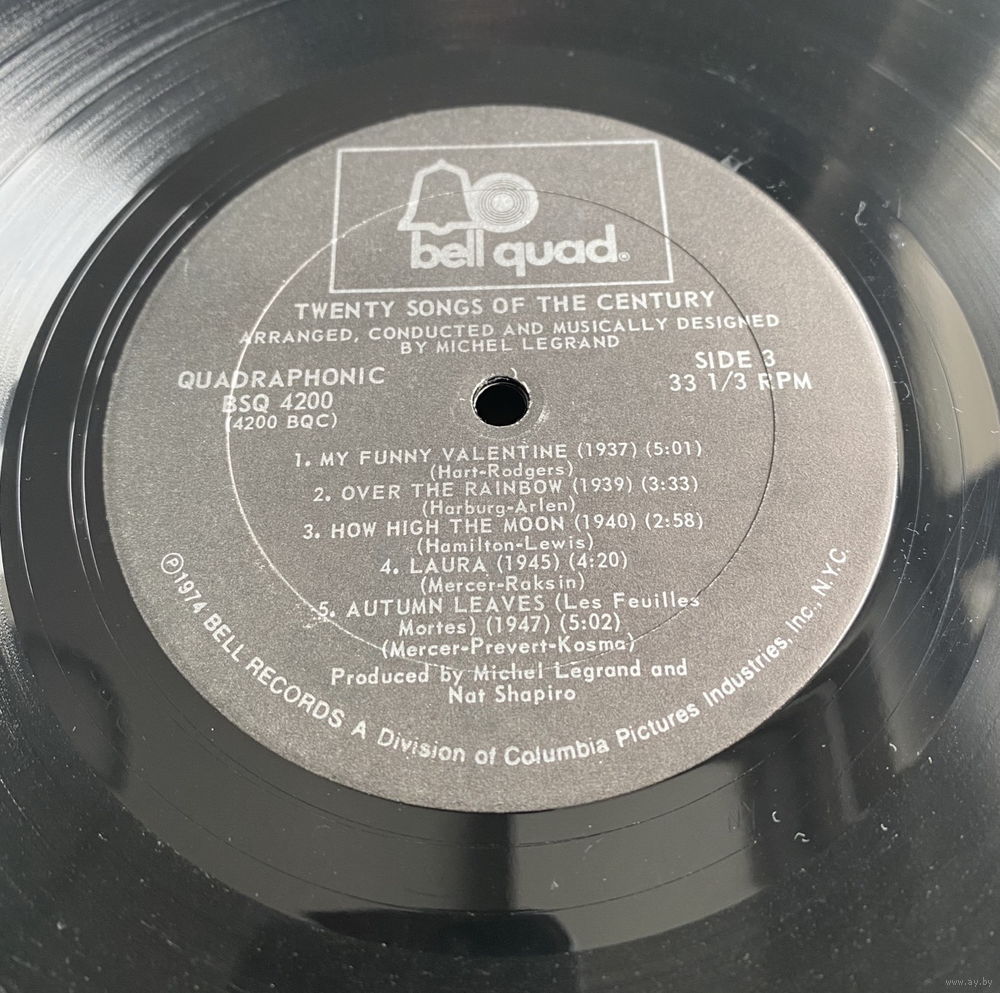 bell quad®
TWENTY SONGS OF THE CENTURY
ARRANGED, CONDUCTED AND MUSICALLY DESIGNED
BY MICHEL LEGRAND
QUADRAPHONIC
BSQ 4200
(4200 BQC)
SIDE 3
33 1/3 RPM
1. MY FUNNY VALENTINE (1937) (5:01)
(Hart-Rodgers)
2. OVER THE RAINBOW (1939) (3:33)
(Harburg-Arlen)
3. HOW HIGH THE MOON (1940) (2:58)
(Hamilton-Lewis)
4. LAURA (1945) (4:20)
(Mercer-Raksin)
5. AUTUMN LEAVES (Les Feuilles
Mortes) (1947) (5:02)
(Mercer-Prevert-Kosma)
Produced by Michel Legrand and
Nat Shapiro
℗1974 BELL RECORDS A Division of Columbia Pictures Industries, Inc., N.Y.C.
www.ay.by